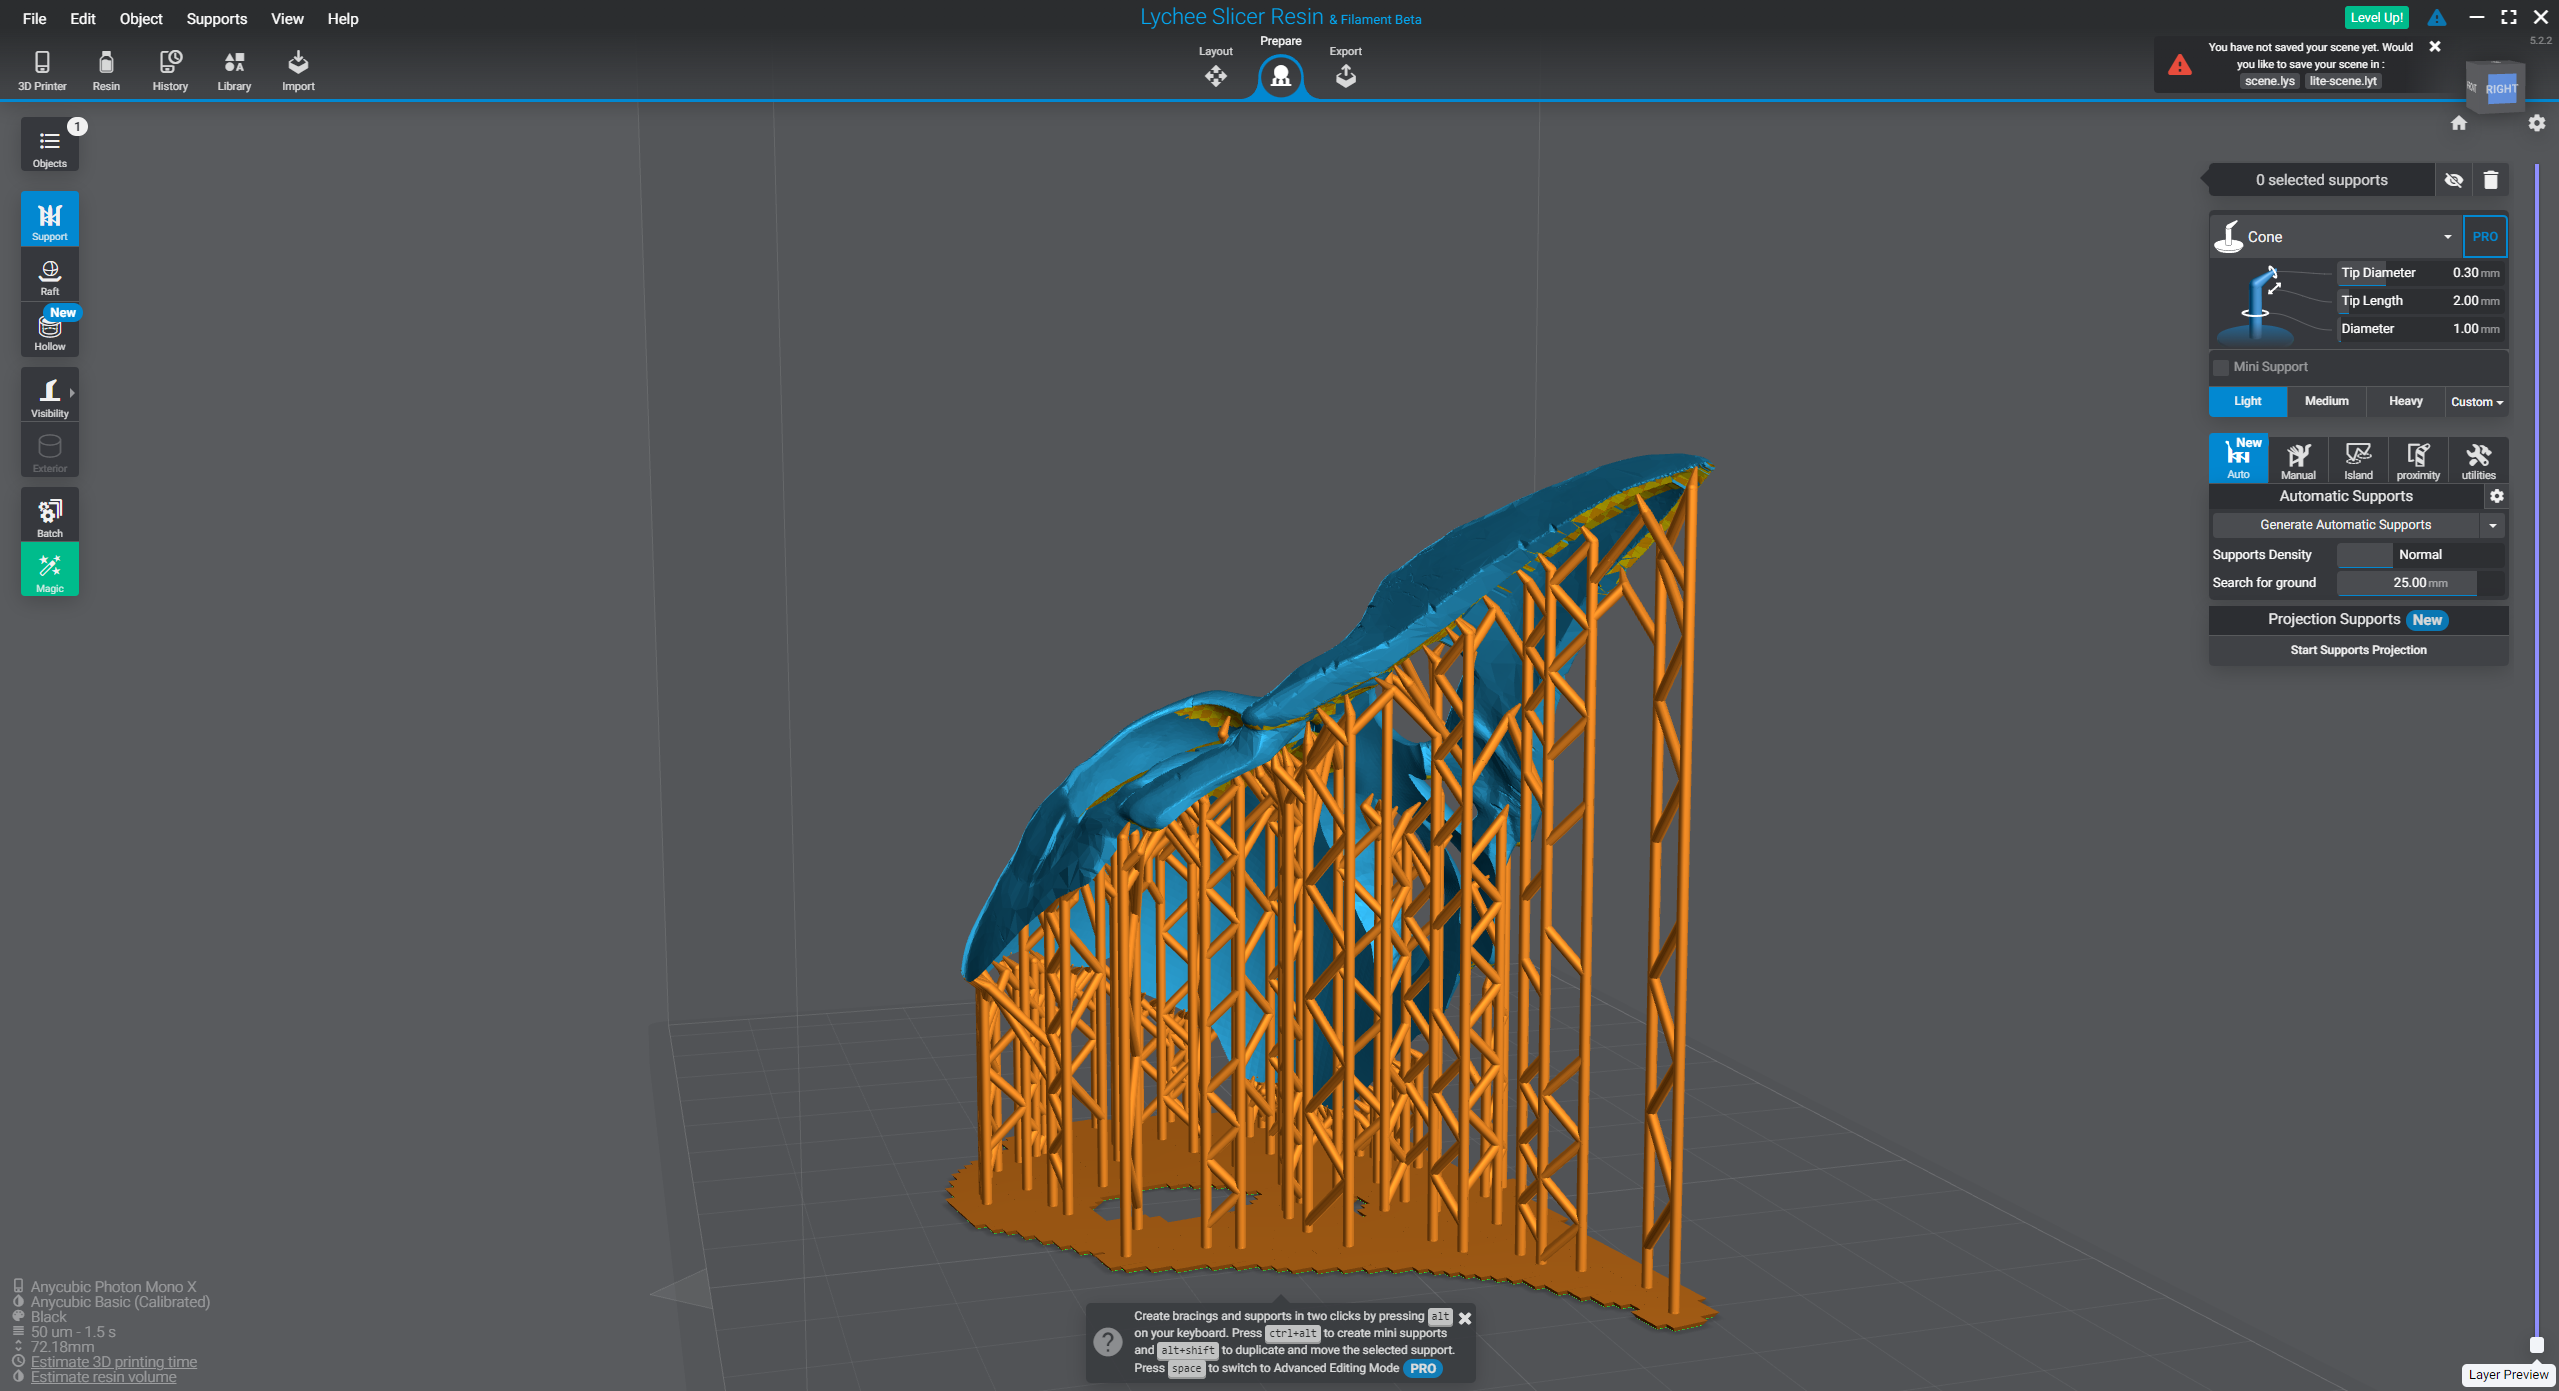 File Edit Object Supports View Help
Lychee Slicer Resin & Filament Beta
Level Up!
5.2.2
3D Printer Resin History Library Import
Layout Prepare Export
You have not saved your scene yet. Would
you like to save your scene in :
scene.lys lite-scene.lyt
RIGHT
1
Objects
Support
Raft
New
Hollow
Visibility
Exterior
Batch
Magic
0 selected supports
Cone PRO
Tip Diameter 0.30 mm
Tip Length 2.00 mm
Diameter 1.00 mm
Mini Support
Light Medium Heavy Custom
New
Auto Manual Island proximity utilities
Automatic Supports
Generate Automatic Supports
Supports Density Normal
Search for ground 25.00 mm
Projection Supports New
Start Supports Projection
Anycubic Photon Mono X
Anycubic Basic (Calibrated)
Black
50 um - 1.5 s
72.18mm
Estimate 3D printing time
Estimate resin volume
Create bracings and supports in two clicks by pressing alt
on your keyboard. Press ctrl+alt to create mini supports
and alt+shift to duplicate and move the selected support.
Press space to switch to Advanced Editing Mode PRO
Layer Preview